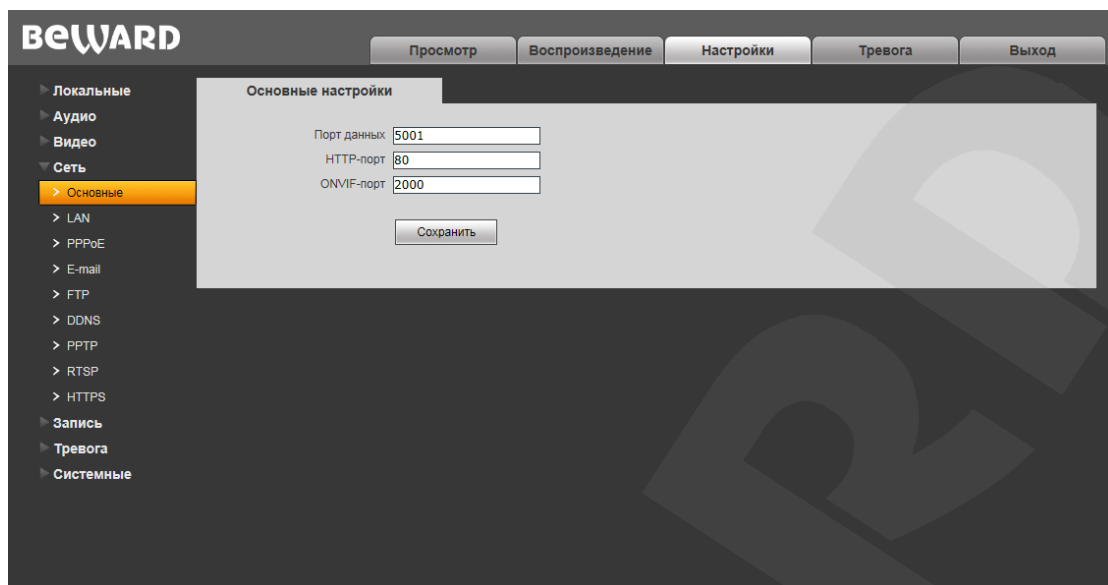 BEWARD
Просмотр
Воспроизведение
Настройки
Тревога
Выход
Локальные
Аудио
Видео
Сеть
> Основные
> LAN
> PPPoE
> E-mail
> FTP
> DDNS
> PPTP
> RTSP
> HTTPS
Запись
Тревога
Системные
Основные настройки
Порт данных 5001
HTTP-порт 80
ONVIF-порт 2000
Сохранить
RD